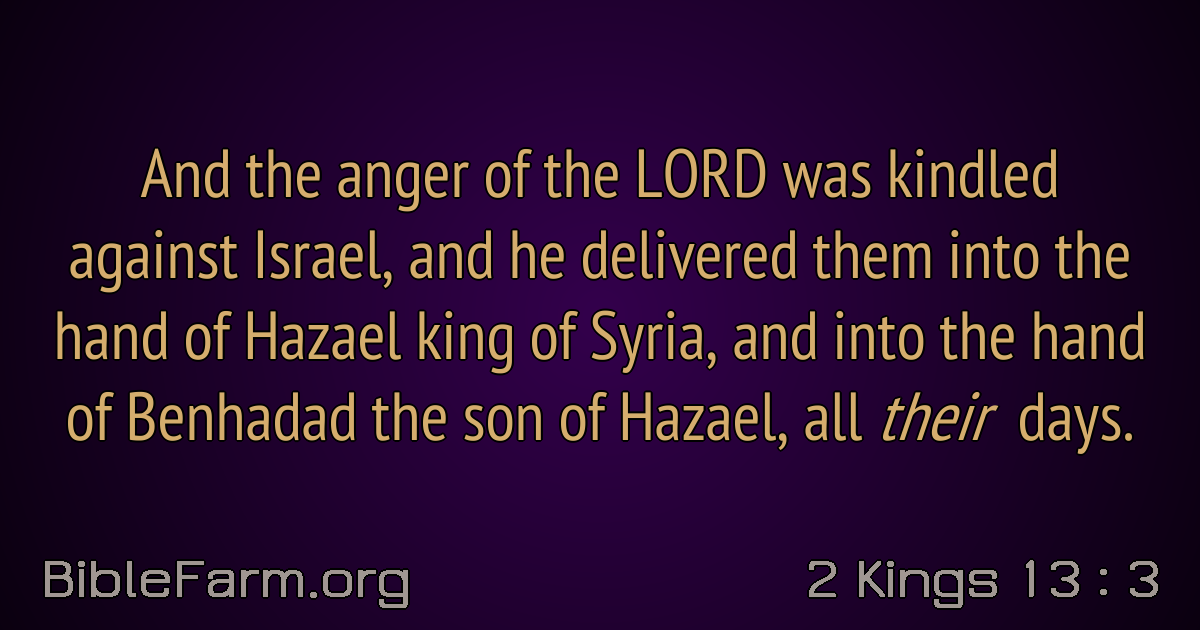 And the anger of the LORD was kindled
against Israel, and he delivered them into the
hand of Hazael king of Syria, and into the hand
of Benhadad the son of Hazael, all their days.
BibleFarm.org
2 Kings 13 : 3